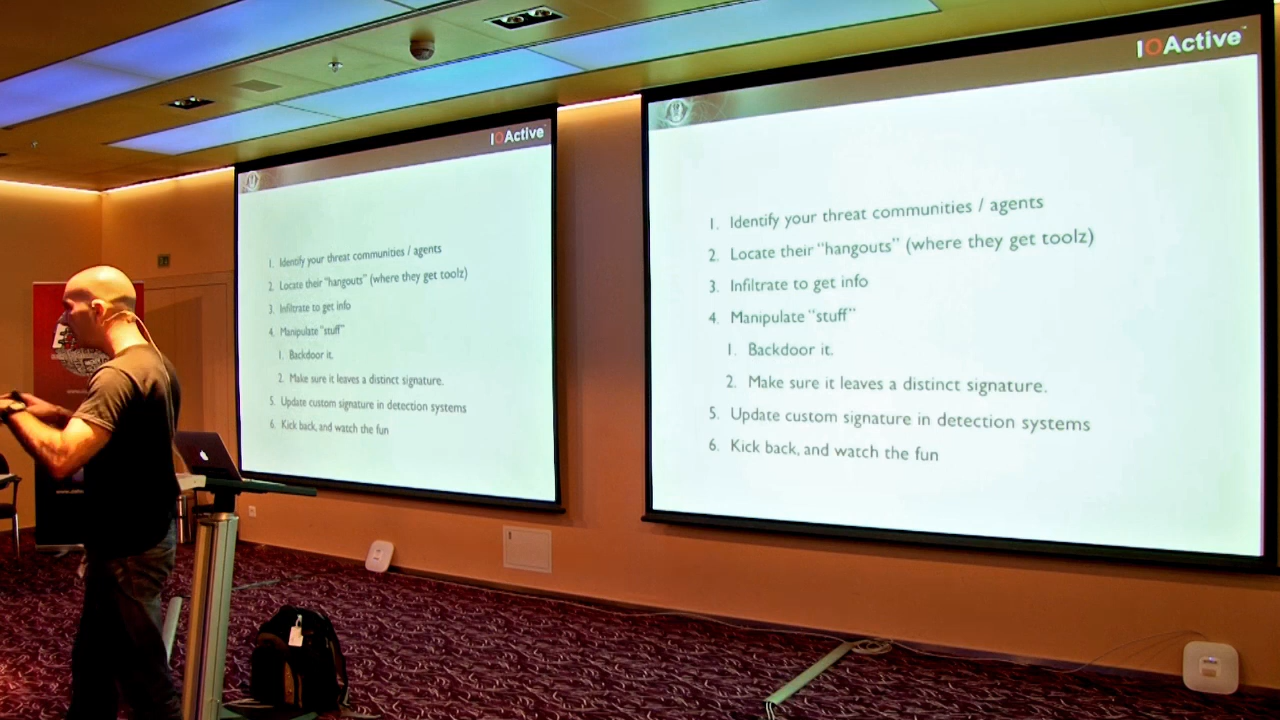 IOActive
1. Identify your threat communities / agents
2. Locate their "hangouts" (where they get toolz)
3. Infiltrate to get info
4. Manipulate "stuff"
1. Backdoor it.
2. Make sure it leaves a distinct signature.
5. Update custom signature in detection systems
6. Kick back, and watch the fun
IOActive
1. Identify your threat communities / agents
2. Locate their "hangouts" (where they get toolz)
3. Infiltrate to get info
4. Manipulate "stuff"
1. Backdoor it.
2. Make sure it leaves a distinct signature.
5. Update custom signature in detection systems
6. Kick back, and watch the fun